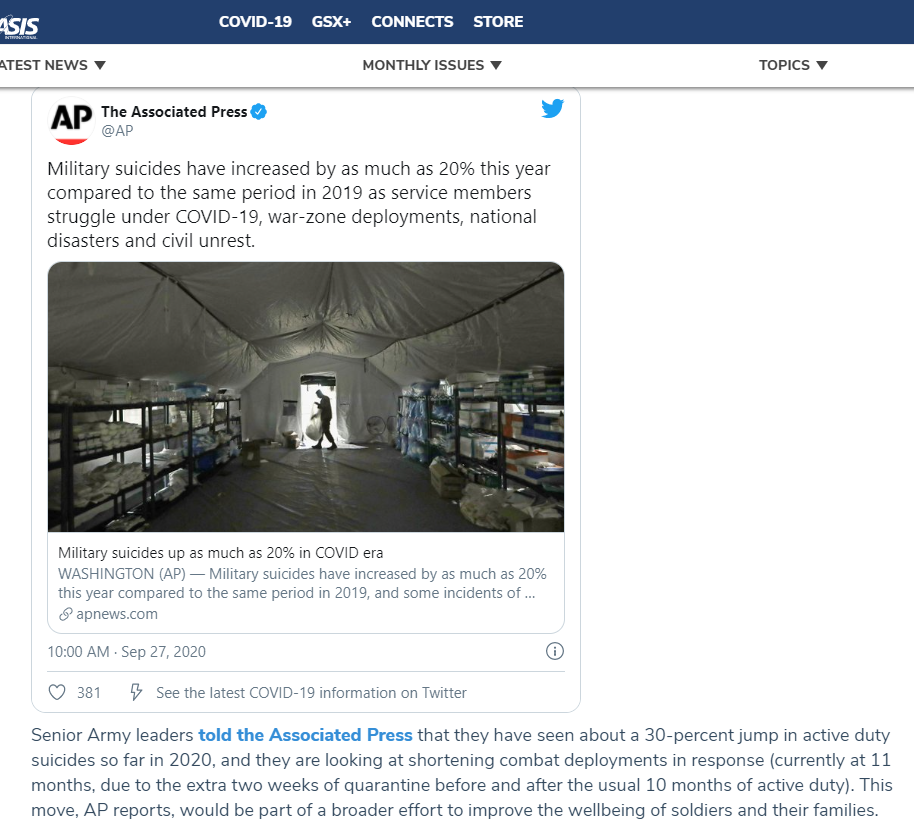 ASIS
INTERNATIONAL
COVID-19 GSX+ CONNECTS STORE
ATEST NEWS ▼ MONTHLY ISSUES ▼ TOPICS ▼
AP The Associated Press
@AP
Military suicides have increased by as much as 20% this year
compared to the same period in 2019 as service members
struggle under COVID-19, war-zone deployments, national
disasters and civil unrest.
Military suicides up as much as 20% in COVID era
WASHINGTON (AP) — Military suicides have increased by as much as 20%
this year compared to the same period in 2019, and some incidents of ...
apnews.com
10:00 AM · Sep 27, 2020
381 See the latest COVID-19 information on Twitter
Senior Army leaders told the Associated Press that they have seen about a 30-percent jump in active duty
suicides so far in 2020, and they are looking at shortening combat deployments in response (currently at 11
months, due to the extra two weeks of quarantine before and after the usual 10 months of active duty). This
move, AP reports, would be part of a broader effort to improve the wellbeing of soldiers and their families.